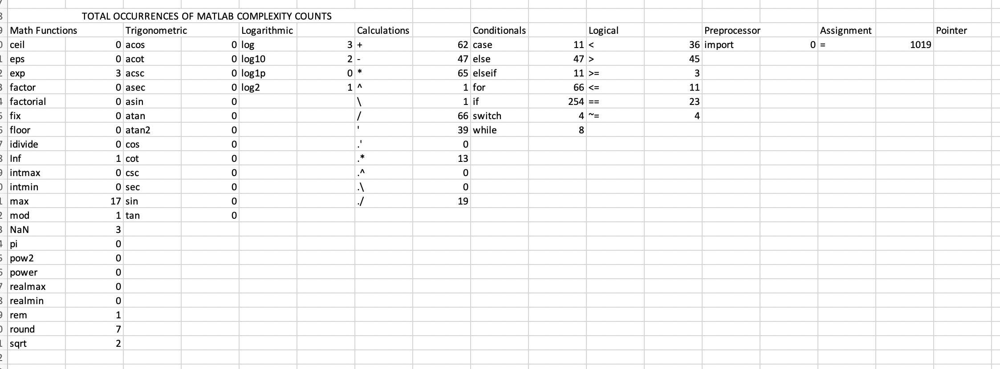 TOTAL OCCURRENCES OF MATLAB COMPLEXITY COUNTS
Math Functions Trigonometric Logarithmic Calculations Conditionals Logical Preprocessor Assignment Pointer
ceil 0 acos 0 log 3 + 62 case 11 < 36 import 0 = 1019
eps 0 acot 0 log10 2 - 47 else 47 > 45
exp 3 acsc 0 log1p 0 * 65 elseif 11 >= 3
factor 0 asec 0 log2 1 ^ 1 for 66 <= 11
factorial 0 asin 0 \ 1 if 254 == 23
fix 0 atan 0 / 66 switch 4 ~= 4
floor 0 atan2 0 ' 39 while 8
idivide 0 cos 0 .' 0
Inf 1 cot 0 .* 13
intmax 0 csc 0 .^ 0
intmin 0 sec 0 .\ 0
max 17 sin 0 ./ 19
mod 1 tan 0
NaN 3
pi 0
pow2 0
power 0
realmax 0
realmin 0
rem 1
round 7
sqrt 2